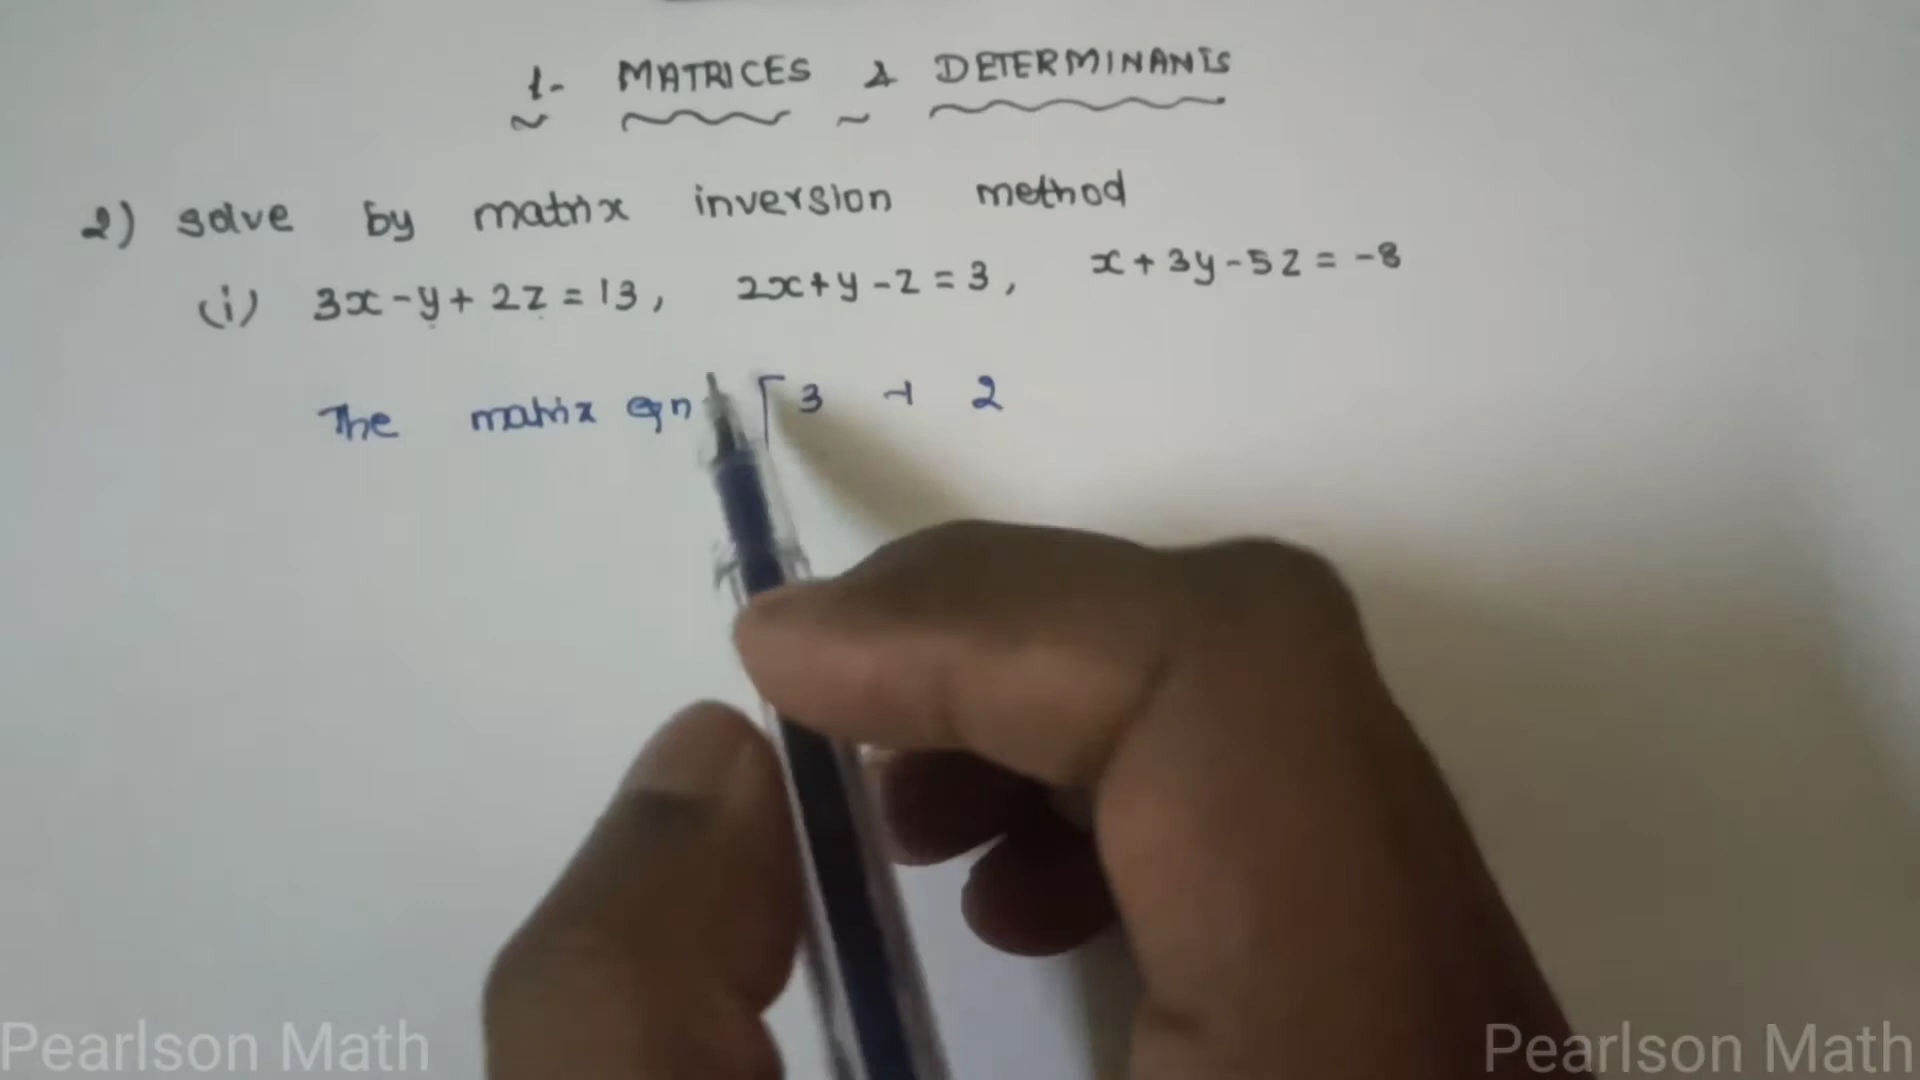 1. MATRICES & DETERMINANTS
2) solve by matrix inversion method
(i) 3x-y+2z=13, 2x+y-z=3, x+3y-5z=-8
The matrix eqn [3 -1 2
Pearlson Math Pearlson Math